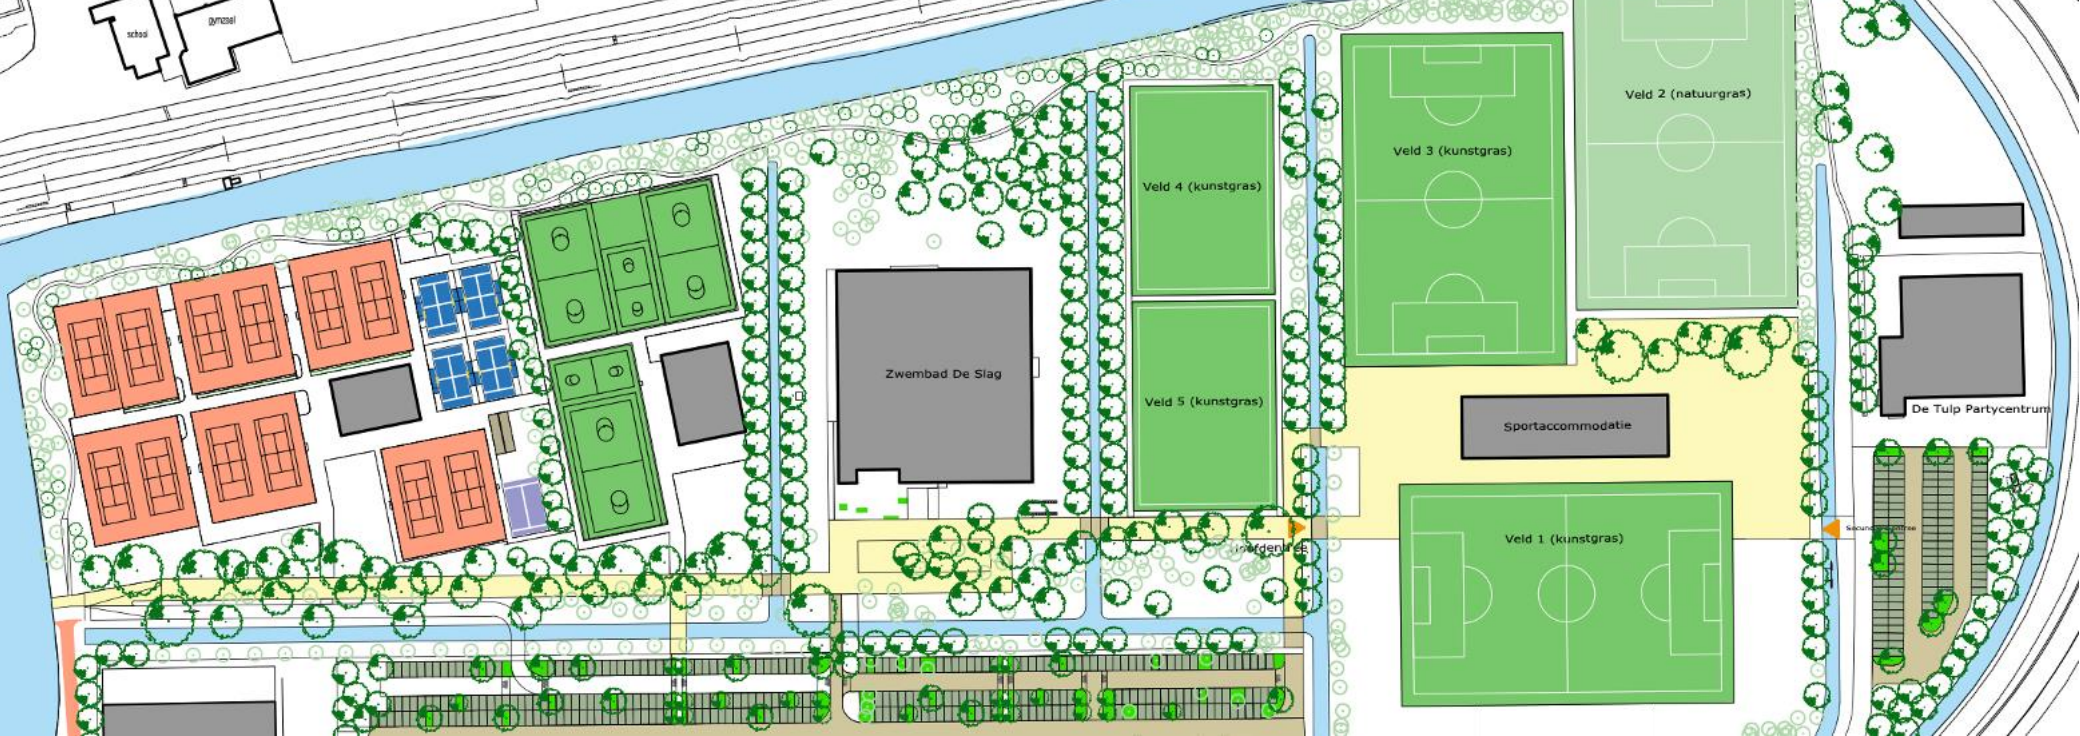 school
gymzaal
Veld 2 (natuurgras)
Veld 3 (kunstgras)
Veld 4 (kunstgras)
Zwembad De Slag
Veld 5 (kunstgras)
De Tulp Partycentrum
Sportaccommodatie
Hoofdentree
Veld 1 (kunstgras)